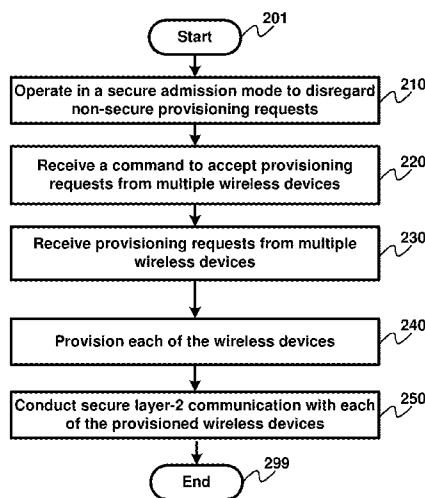 Start
201
Operate in a secure admission mode to disregard
non-secure provisioning requests
210
Receive a command to accept provisioning
requests from multiple wireless devices
220
Receive provisioning requests from multiple
wireless devices
230
Provision each of the wireless devices
240
Conduct secure layer-2 communication with each
of the provisioned wireless devices
250
End
299